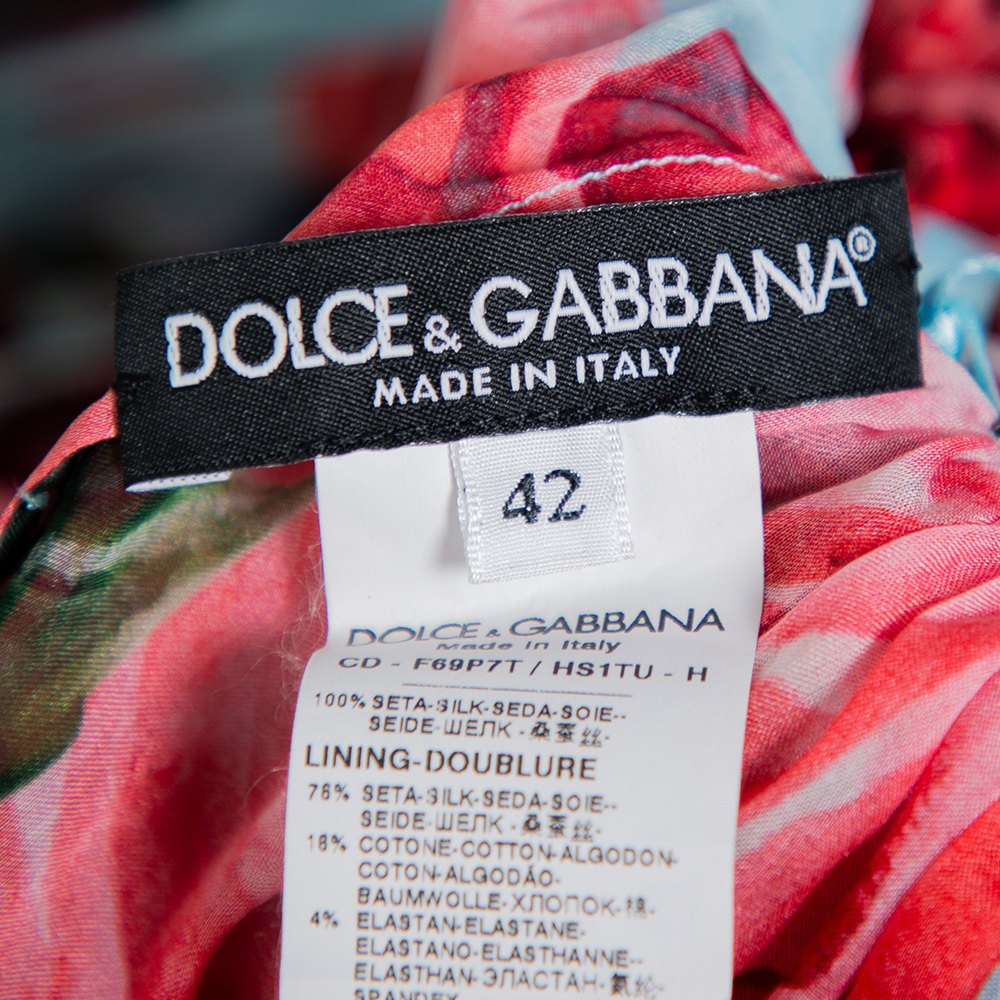 DOLCE & GABBANA®
MADE IN ITALY
42
DOLCE & GABBANA
Made in Italy
CD - F69P7T / HS1TU - H
100% SETA-SILK-SEDA-SOIE--
SEIDE-ШЕЛК -桑蚕丝-
LINING-DOUBLURE
78% SETA-SILK-SEDA-SOIE--
SEIDE-ШЕЛК -桑蚕丝-
18% COTONE-COTTON-ALGODON-
COTON-ALGODÃO-
BAUMWOLLE-ХЛОПОК-棉-
4% ELASTAN-ELASTANE-
ELASTANO-ELASTHANNE--
ELASTHAN-ЭЛАСТАН-氨纶-
SPANDEX